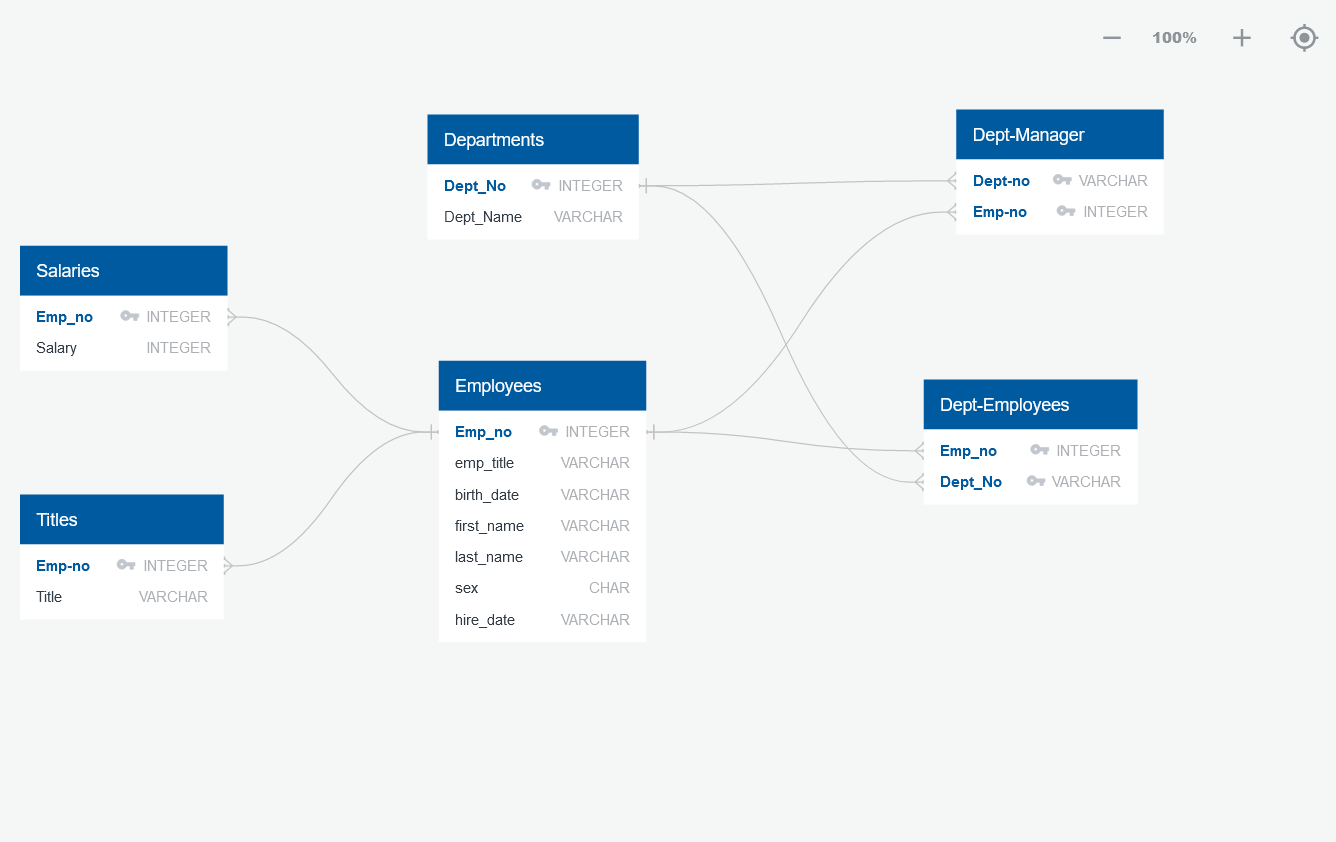 100%
Departments
Dept_No INTEGER
Dept_Name VARCHAR
Dept-Manager
Dept-no VARCHAR
Emp-no INTEGER
Salaries
Emp_no INTEGER
Salary INTEGER
Employees
Emp_no INTEGER
emp_title VARCHAR
birth_date VARCHAR
first_name VARCHAR
last_name VARCHAR
sex CHAR
hire_date VARCHAR
Dept-Employees
Emp_no INTEGER
Dept_No VARCHAR
Titles
Emp-no INTEGER
Title VARCHAR